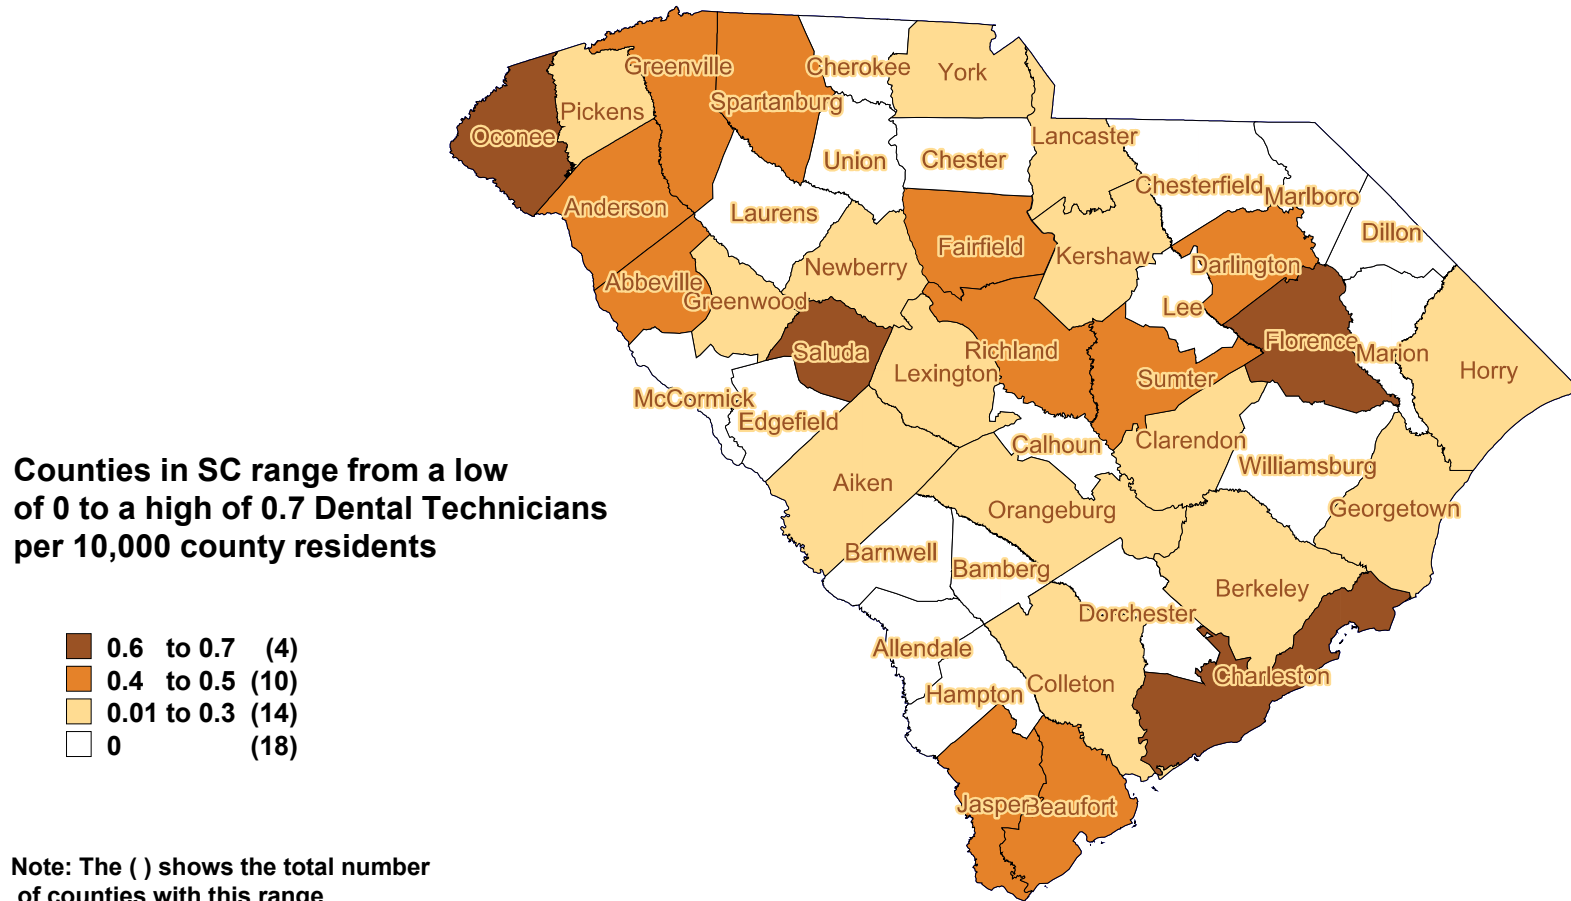 Greenville
Cherokee
York
Spartanburg
Pickens
Oconee
Lancaster
Union
Chester
Chesterfield
Marlboro
Anderson
Laurens
Dillon
Fairfield
Kershaw
Darlington
Newberry
Abbeville
Greenwood
Lee
Saluda
Richland
Florence
Marion
Lexington
Sumter
Horry
McCormick
Edgefield
Calhoun
Clarendon
Williamsburg
Aiken
Orangeburg
Georgetown
Barnwell
Bamberg
Berkeley
Dorchester
Allendale
Charleston
Hampton
Colleton
Jasper
Beaufort
Counties in SC range from a low
of 0 to a high of 0.7 Dental Technicians
per 10,000 county residents
0.6 to 0.7 (4)
0.4 to 0.5 (10)
0.01 to 0.3 (14)
0 (18)
Note: The ( ) shows the total number
of counties with this range